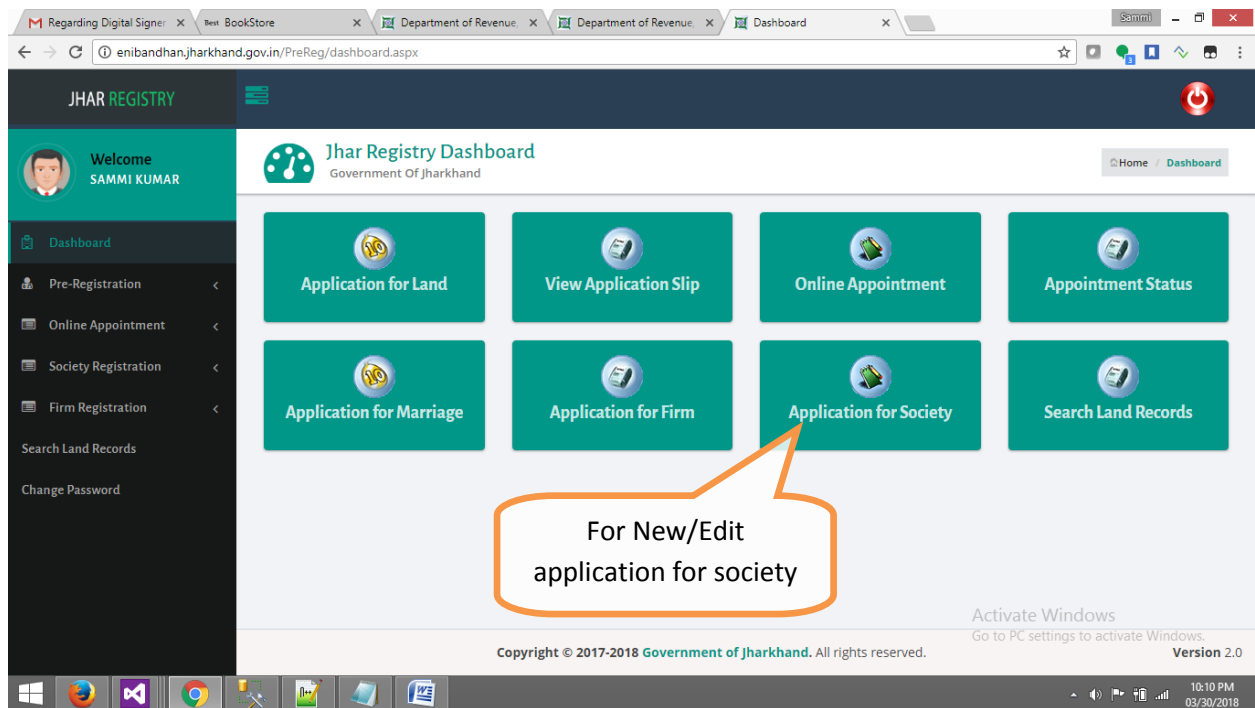 Regarding Digital Signer
Best BookStore
Department of Revenue,
Department of Revenue,
Dashboard
Sammi
enibandhan.jharkhand.gov.in/PreReg/dashboard.aspx
3
JHAR REGISTRY
Welcome
SAMMI KUMAR
Jhar Registry Dashboard
Government Of Jharkhand
Home / Dashboard
Dashboard
Pre-Registration
Online Appointment
Society Registration
Firm Registration
Search Land Records
Change Password
10
Application for Land
View Application Slip
Online Appointment
Appointment Status
10
Application for Marriage
Application for Firm
Application for Society
Search Land Records
For New/Edit
application for society
Activate Windows
Go to PC settings to activate Windows.
Copyright © 2017-2018 Government of Jharkhand. All rights reserved.
Version 2.0
10:10 PM
03/30/2018